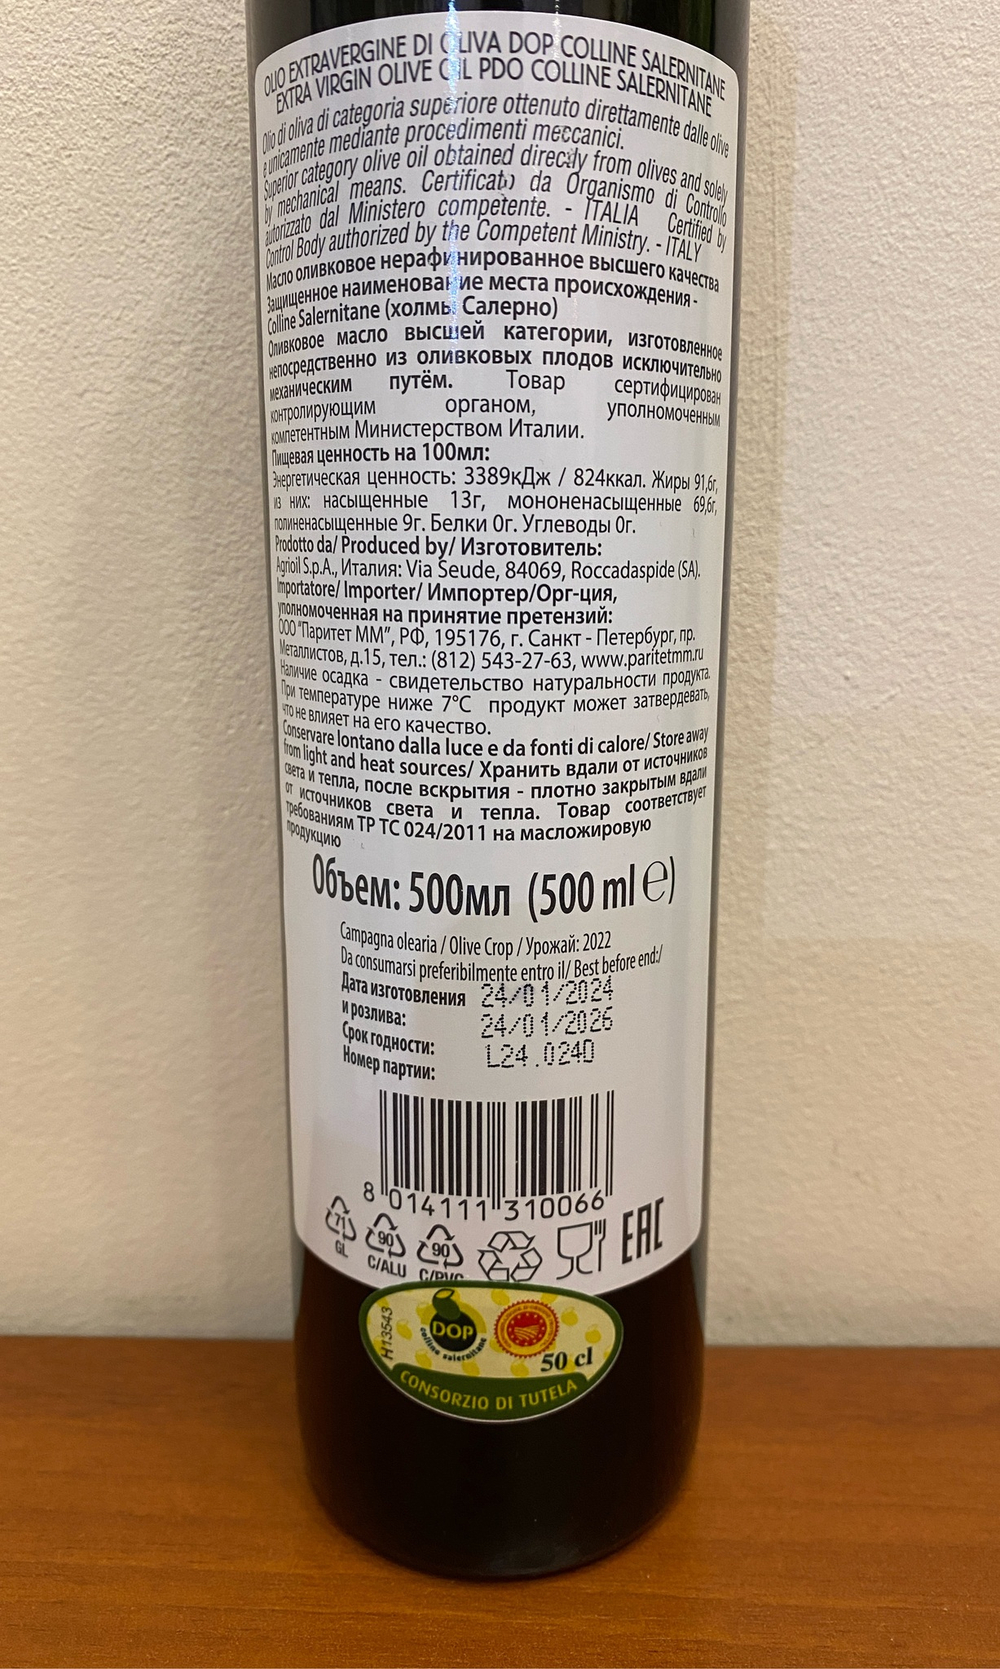 OLIO EXTRAVERGINE DI OLIVA DOP COLLINE SALERNITANE
EXTRA VIRGIN OLIVE OIL PDO COLLINE SALERNITANE
Olio di oliva di categoria superiore ottenuto direttamente dalle olive
e unicamente mediante procedimenti meccanici.
Superior category olive oil obtained directly from olives and solely
by mechanical means. Certificato da Organismo di Controllo
autorizzato dal Ministero competente. - ITALIA Certified by
Control Body authorized by the Competent Ministry. - ITALY
Масло оливковое нерафинированное высшего качества
Защищенное наименование места происхождения -
Colline Salernitane (холмы Салерно)
Оливковое масло высшей категории, изготовленное
непосредственно из оливковых плодов исключительно
механическим путём. Товар сертифицирован
контролирующим органом, уполномоченным
компетентным Министерством Италии.
Пищевая ценность на 100мл:
Энергетическая ценность: 3389кДж / 824ккал. Жиры 91,6г,
из них: насыщенные 13г, мононенасыщенные 69,6г,
полиненасыщенные 9г. Белки 0г. Углеводы 0г.
Prodotto da/ Produced by/ Изготовитель:
Agrioil S.p.A., Италия: Via Seude, 84069, Roccadaspide (SA).
Importatore/ Importer/ Импортер/Орг-ция,
уполномоченная на принятие претензий:
ООО "Паритет ММ", РФ, 195176, г. Санкт - Петербург, пр.
Металлистов, д.15, тел.: (812) 543-27-63, www.paritetmm.ru
Наличие осадка - свидетельство натуральности продукта.
При температуре ниже 7°С продукт может затвердевать,
что не влияет на его качество.
Conservare lontano dalla luce e da fonti di calore/ Store away
from light and heat sources/ Хранить вдали от источников
света и тепла, после вскрытия - плотно закрытым вдали
от источников света и тепла. Товар соответствует
требованиям ТР ТС 024/2011 на масложировую
продукцию
Объем: 500мл (500 ml ℮)
Campagna olearia / Olive Crop / Урожай: 2022
Da consumarsi preferibilmente entro il/ Best before end:/
Дата изготовления 24/01/2024
и розлива:
Срок годности: 24/01/2026
Номер партии: L24.0240
8 014111 310066
71 90 90
GL C/ALU C/PVC
EAC
H13543
DOP
colline salernitane
50 cl
CONSORZIO DI TUTELA